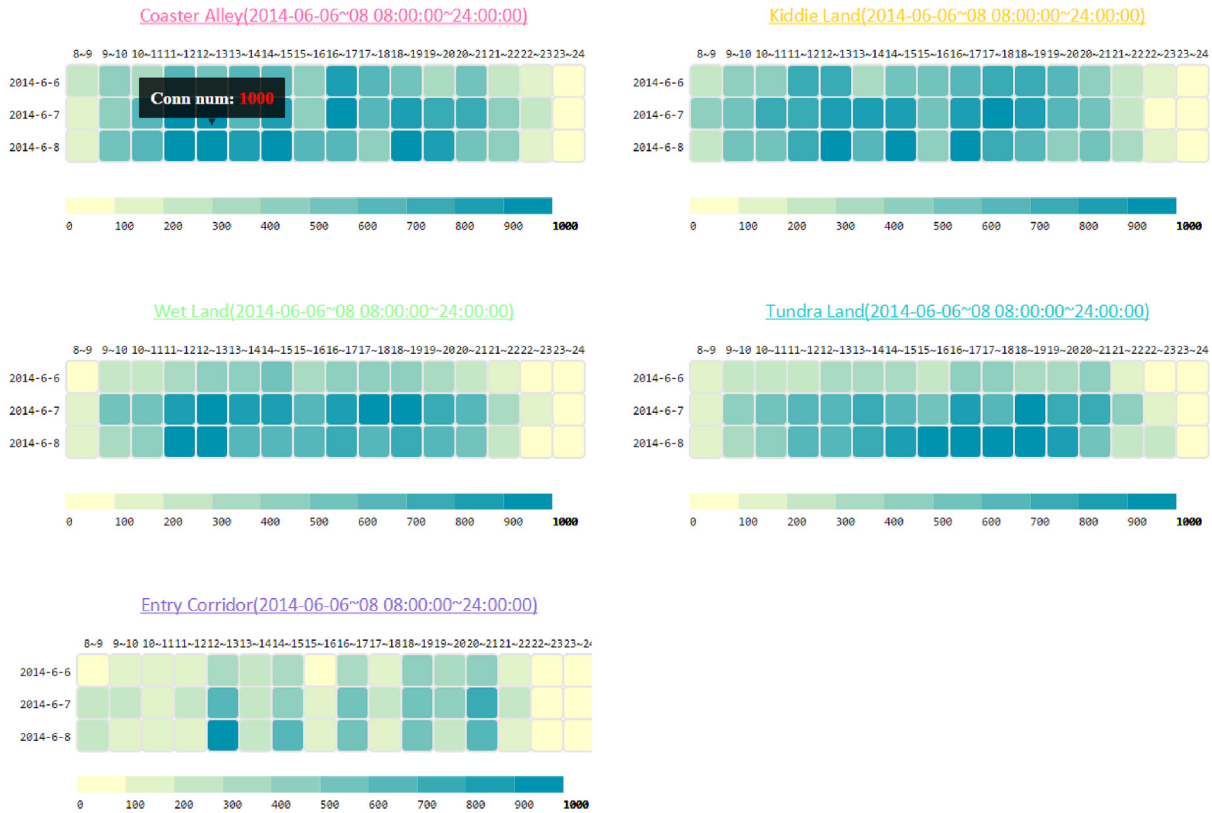 Coaster Alley(2014-06-06~08 08:00:00~24:00:00)
8~9 9~10 10~11 11~12 12~13 13~14 14~15 15~16 16~17 17~18 18~19 19~20 20~21 21~22 22~23 23~24
2014-6-6
Conn num: 1000
2014-6-7
2014-6-8
0 100 200 300 400 500 600 700 800 900 1000
Kiddie Land(2014-06-06~08 08:00:00~24:00:00)
8~9 9~10 10~11 11~12 12~13 13~14 14~15 15~16 16~17 17~18 18~19 19~20 20~21 21~22 22~23 23~24
2014-6-6
2014-6-7
2014-6-8
0 100 200 300 400 500 600 700 800 900 1000
Wet Land(2014-06-06~08 08:00:00~24:00:00)
8~9 9~10 10~11 11~12 12~13 13~14 14~15 15~16 16~17 17~18 18~19 19~20 20~21 21~22 22~23 23~24
2014-6-6
2014-6-7
2014-6-8
0 100 200 300 400 500 600 700 800 900 1000
Tundra Land(2014-06-06~08 08:00:00~24:00:00)
8~9 9~10 10~11 11~12 12~13 13~14 14~15 15~16 16~17 17~18 18~19 19~20 20~21 21~22 22~23 23~24
2014-6-6
2014-6-7
2014-6-8
0 100 200 300 400 500 600 700 800 900 1000
Entry Corridor(2014-06-06~08 08:00:00~24:00:00)
8~9 9~10 10~11 11~12 12~13 13~14 14~15 15~16 16~17 17~18 18~19 19~20 20~21 21~22 22~23 23~24
2014-6-6
2014-6-7
2014-6-8
0 100 200 300 400 500 600 700 800 900 1000